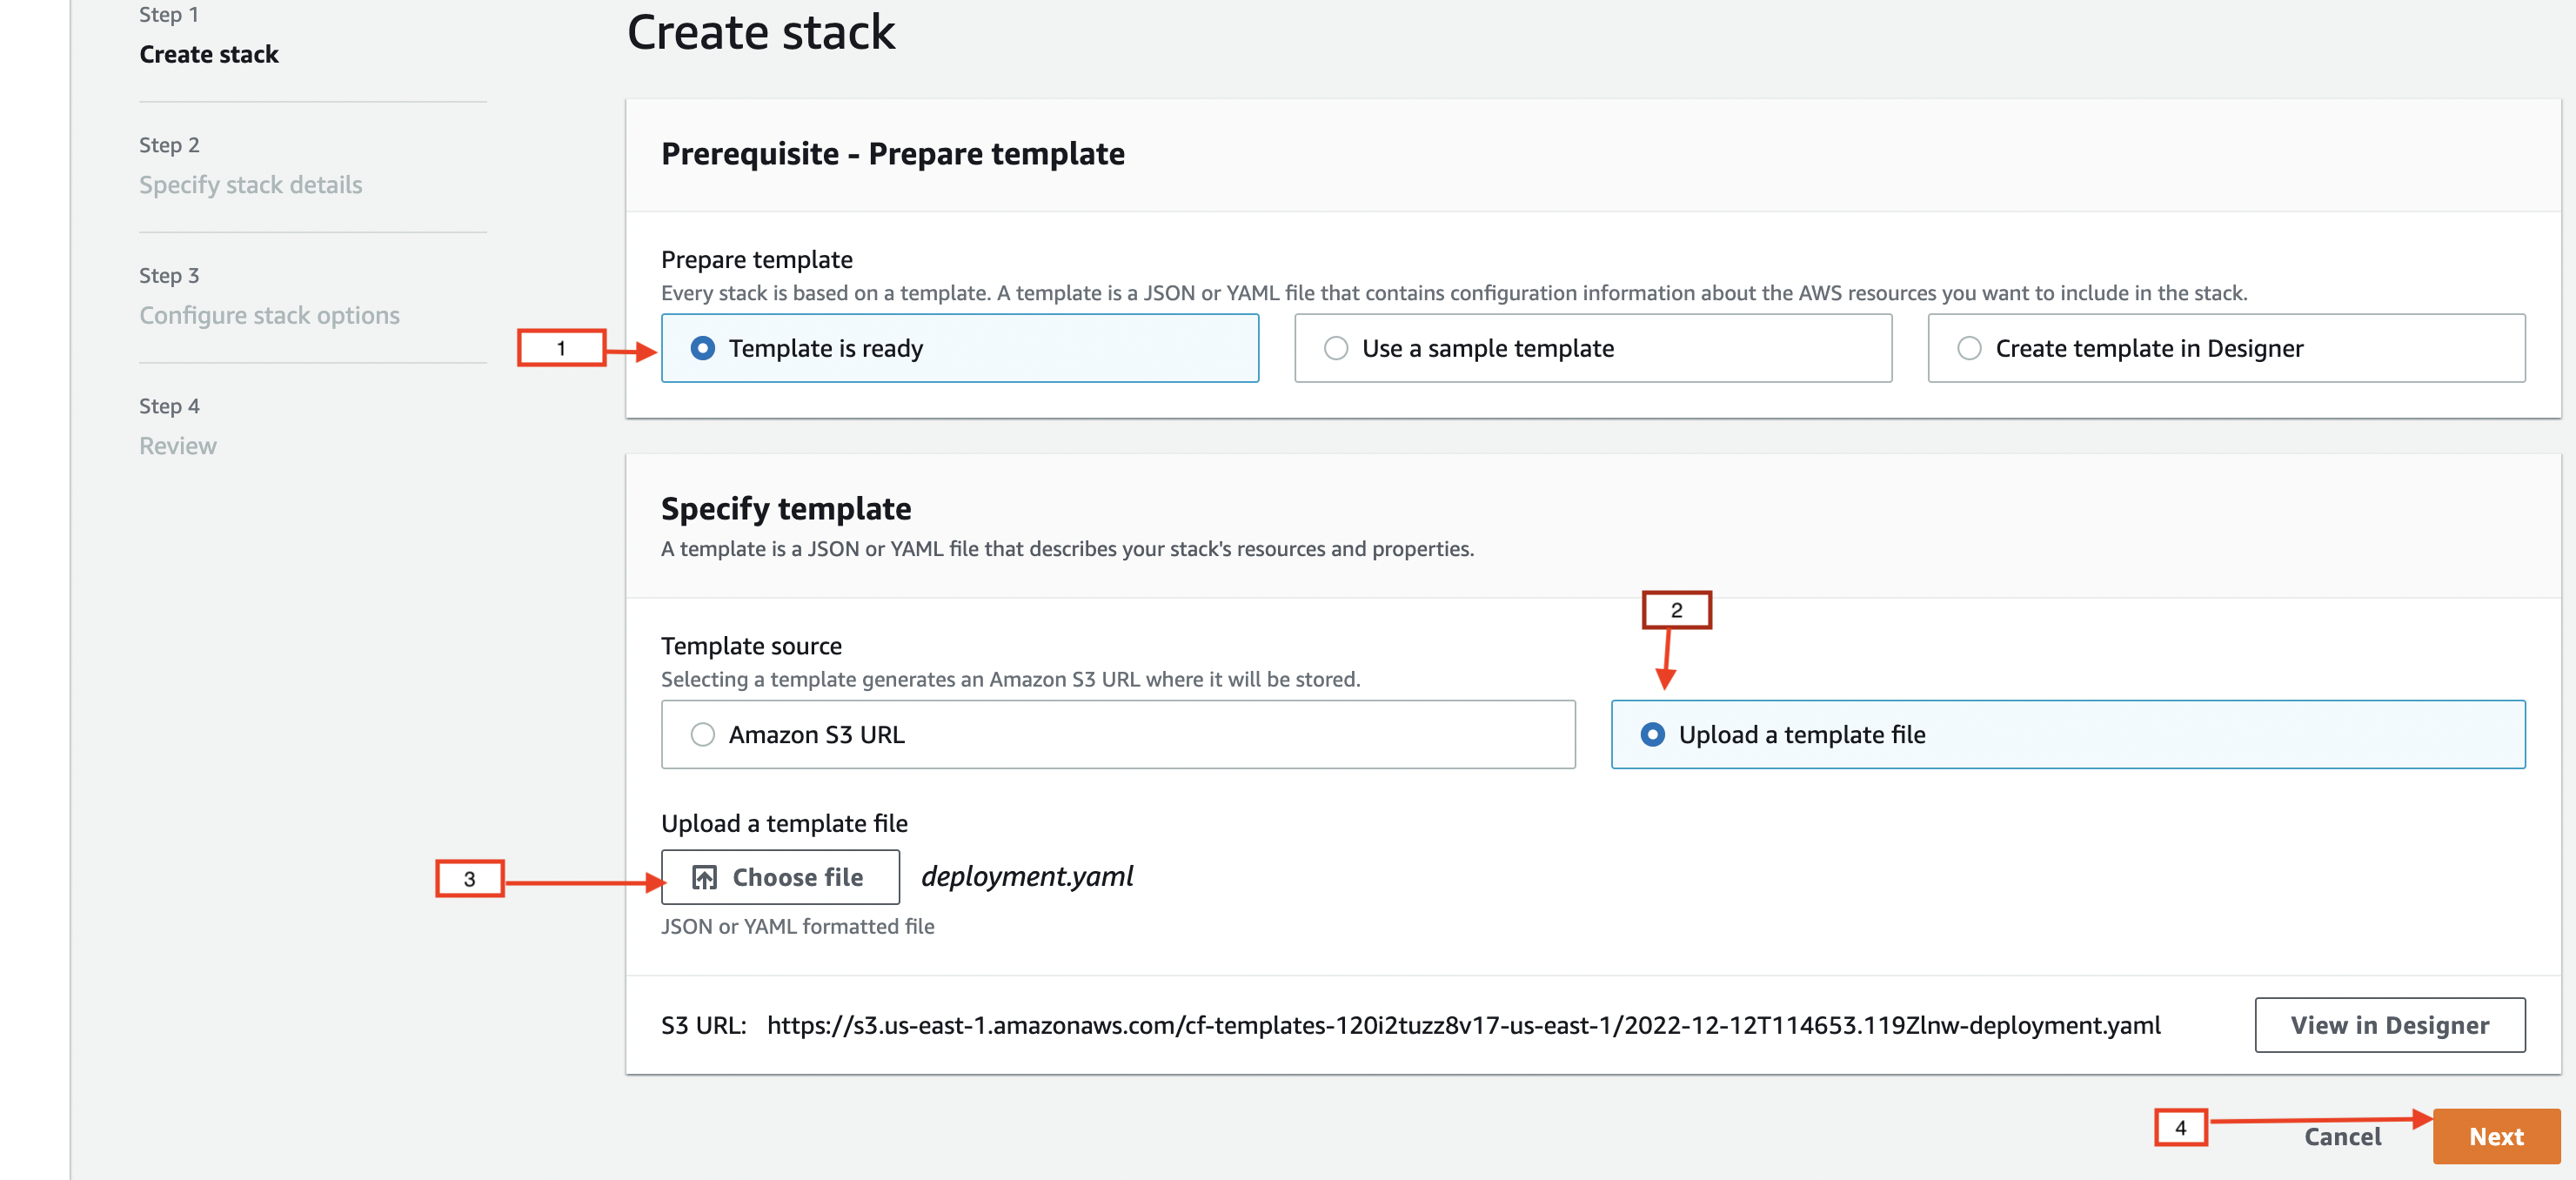 Step 1
Create stack
Step 2
Specify stack details
Step 3
Configure stack options
Step 4
Review
Create stack
Prerequisite - Prepare template
Prepare template
Every stack is based on a template. A template is a JSON or YAML file that contains configuration information about the AWS resources you want to include in the stack.
1
Template is ready
Use a sample template
Create template in Designer
Specify template
A template is a JSON or YAML file that describes your stack's resources and properties.
2
Template source
Selecting a template generates an Amazon S3 URL where it will be stored.
Amazon S3 URL
Upload a template file
Upload a template file
3
Choose file
deployment.yaml
JSON or YAML formatted file
S3 URL: https://s3.us-east-1.amazonaws.com/cf-templates-120i2tuzz8v17-us-east-1/2022-12-12T114653.119Zlnw-deployment.yaml
View in Designer
4
Cancel
Next